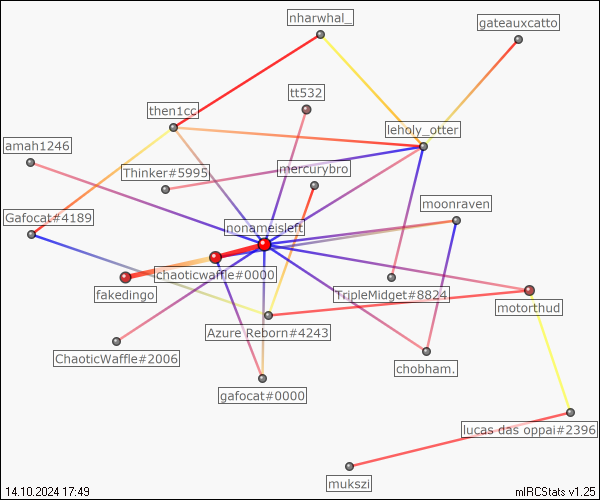 nharwhal_
gateauxcatto
tt532
then1cc
leholy_otter
amah1246
Thinker#5995
mercurybro
moonraven
Gafocat#4189
nonameisleft
chaoticwaffle#0000
fakedingo
TripleMidget#8824
motorthud
Azure Reborn#4243
ChaoticWaffle#2006
chobham.
gafocat#0000
lucas das oppai#2396
mukszi
14.10.2024 17:49
mIRCStats v1.25